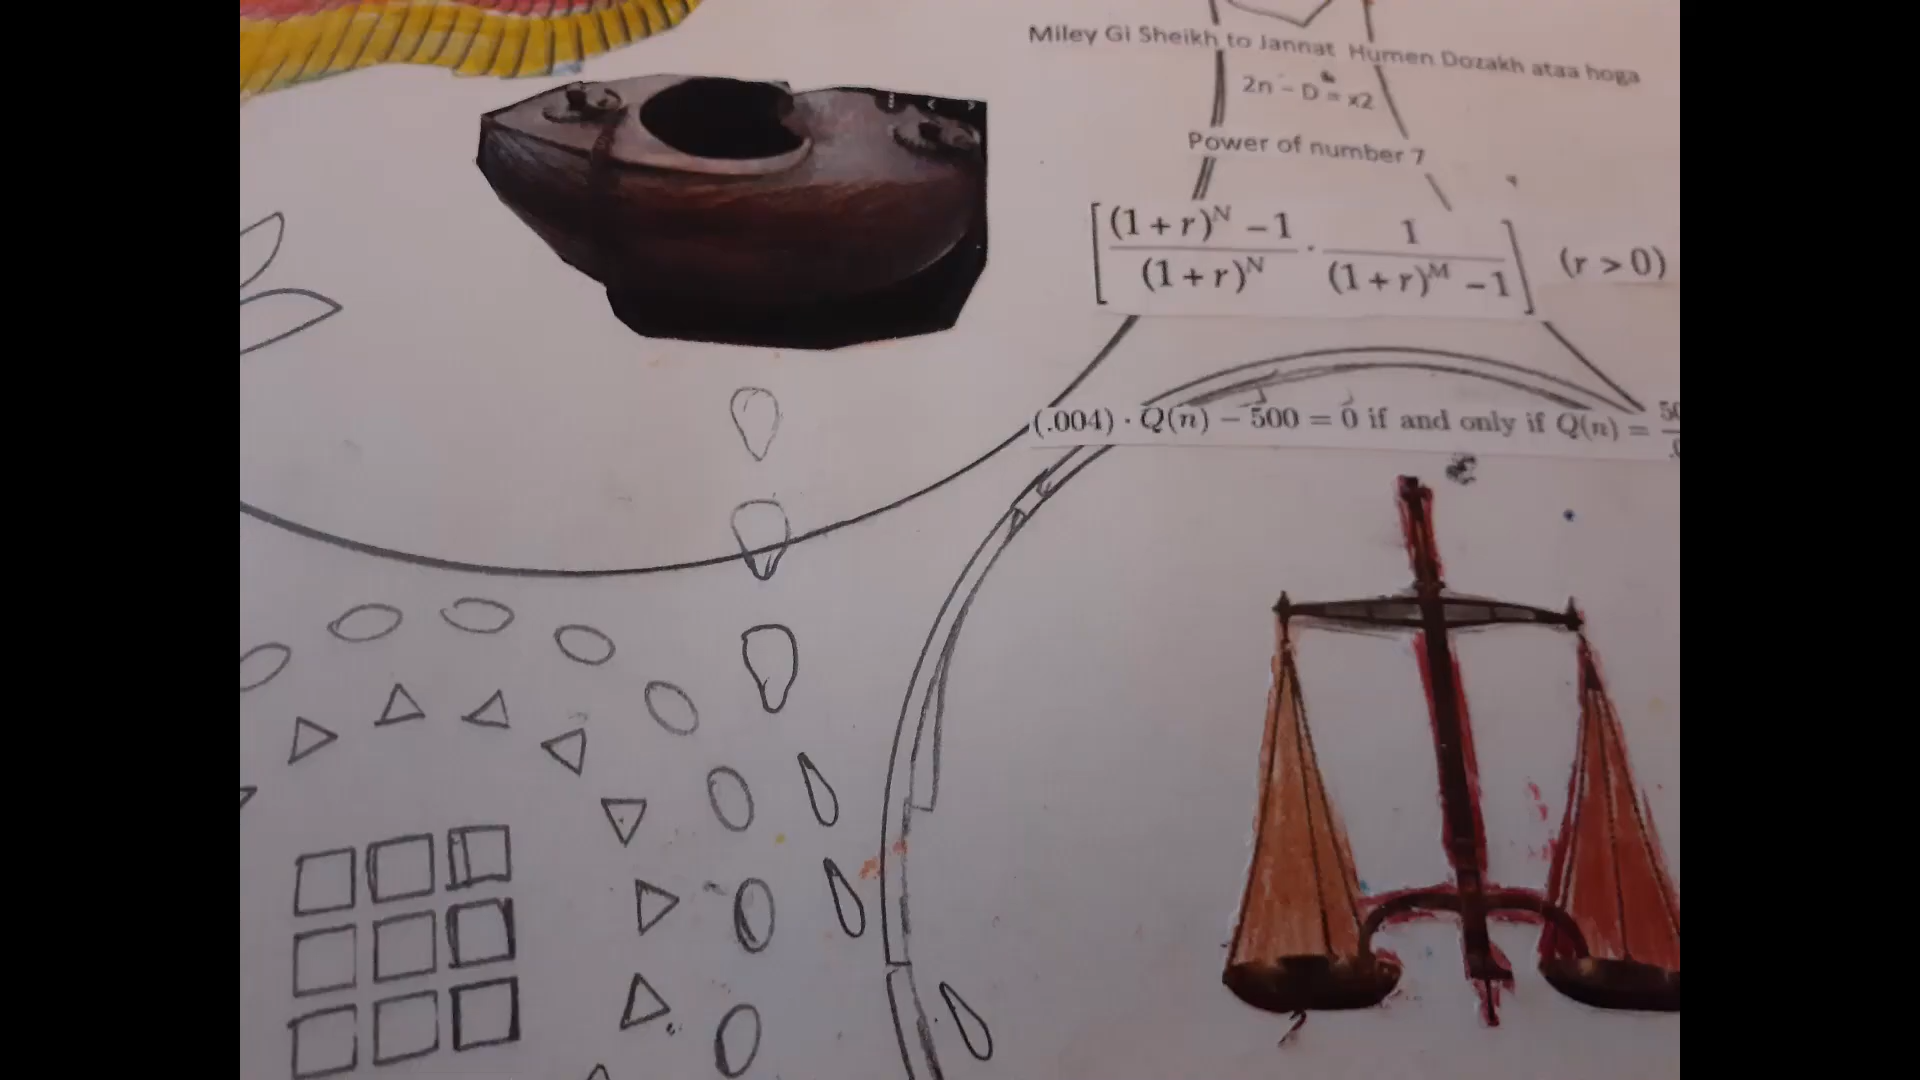 Miley Gi Sheikh to Jannat Humen Dozakh ataa hoga
2n - D = x2
Power of number 7
[ (1 + r)^N - 1 / (1 + r)^N · 1 / (1 + r)^M - 1 ] (r > 0)
(.004) · Q(n) − 500 = 0 if and only if Q(n) =